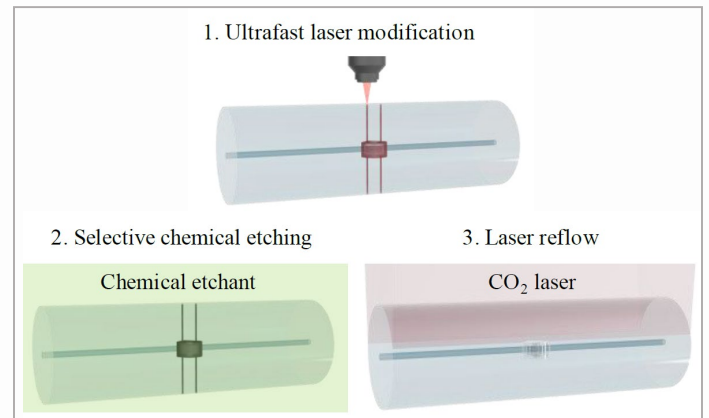 1. Ultrafast laser modification
2. Selective chemical etching
3. Laser reflow
Chemical etchant
CO₂ laser